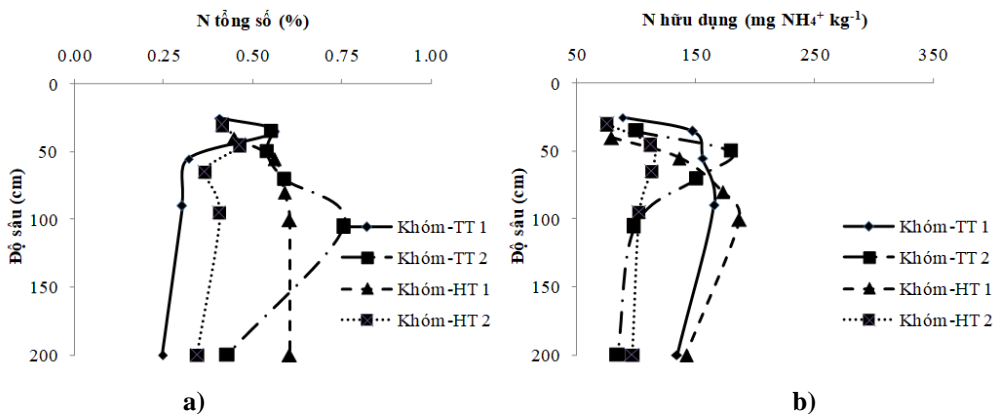 N tổng số (%)
0.00 0.25 0.50 0.75 1.00
0
50
100
150
200
Độ sâu (cm)
Khóm-TT 1
Khóm-TT 2
Khóm-HT 1
Khóm-HT 2
a)
N hữu dụng (mg NH₄⁺ kg⁻¹)
50 150 250 350
0
50
100
150
200
Độ sâu (cm)
Khóm-TT 1
Khóm-TT 2
Khóm-HT 1
Khóm-HT 2
b)